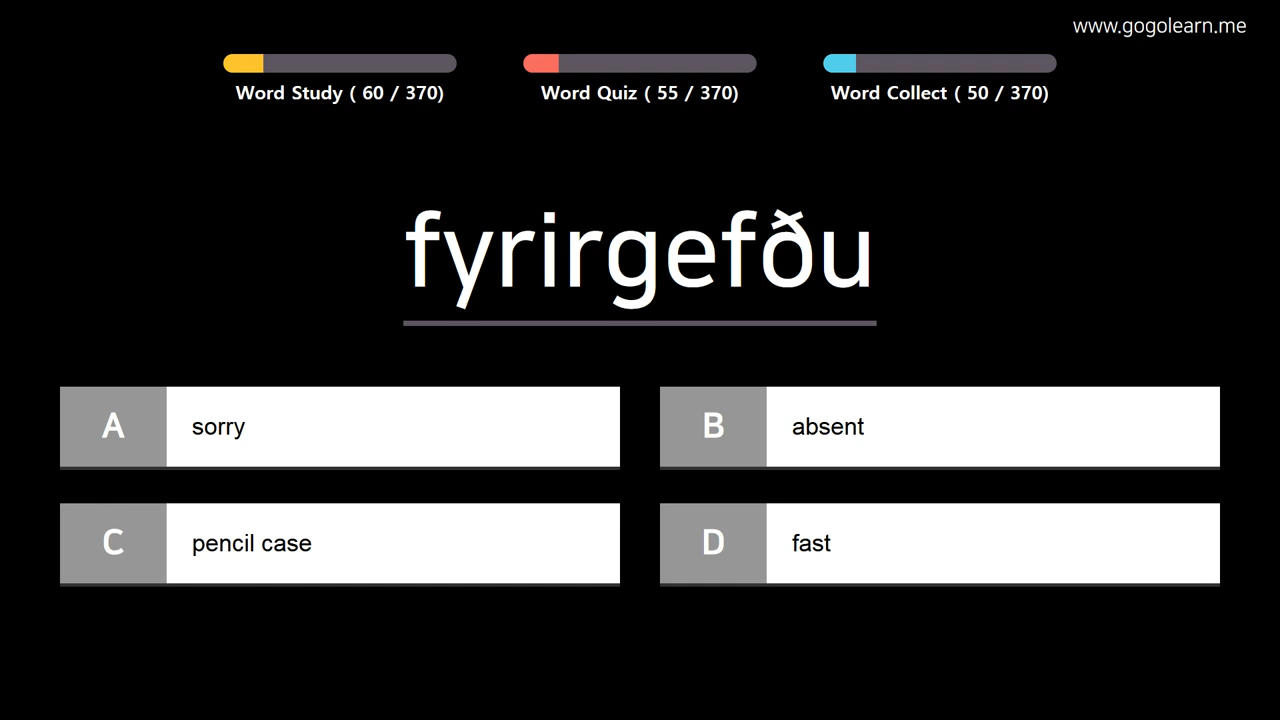 www.gogolearn.me
Word Study ( 60 / 370)
Word Quiz ( 55 / 370)
Word Collect ( 50 / 370)
fyrirgefðu
A sorry
B absent
C pencil case
D fast